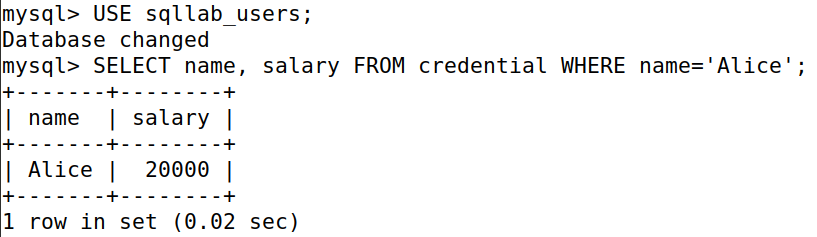 mysql> USE sqllab_users;
Database changed
mysql> SELECT name, salary FROM credential WHERE name='Alice';
+-------+--------+
| name  | salary |
+-------+--------+
| Alice |  20000 |
+-------+--------+
1 row in set (0.02 sec)